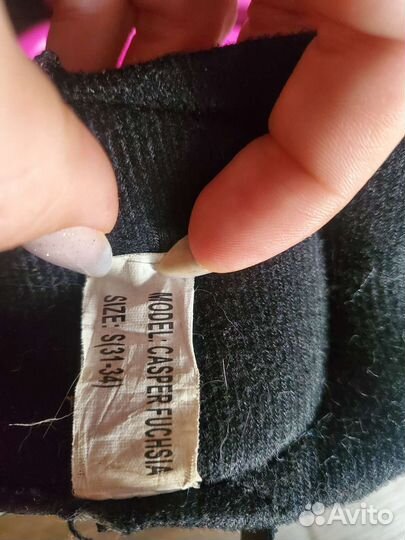 MODEL: CASPER FUCHSIA
SIZE: S(31-34)
Avito